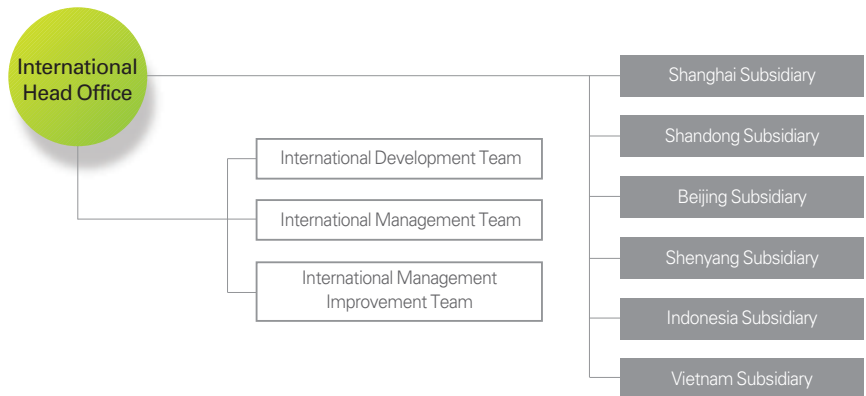 International
Head Office
International Development Team
International Management Team
International Management
Improvement Team
Shanghai Subsidiary
Shandong Subsidiary
Beijing Subsidiary
Shenyang Subsidiary
Indonesia Subsidiary
Vietnam Subsidiary